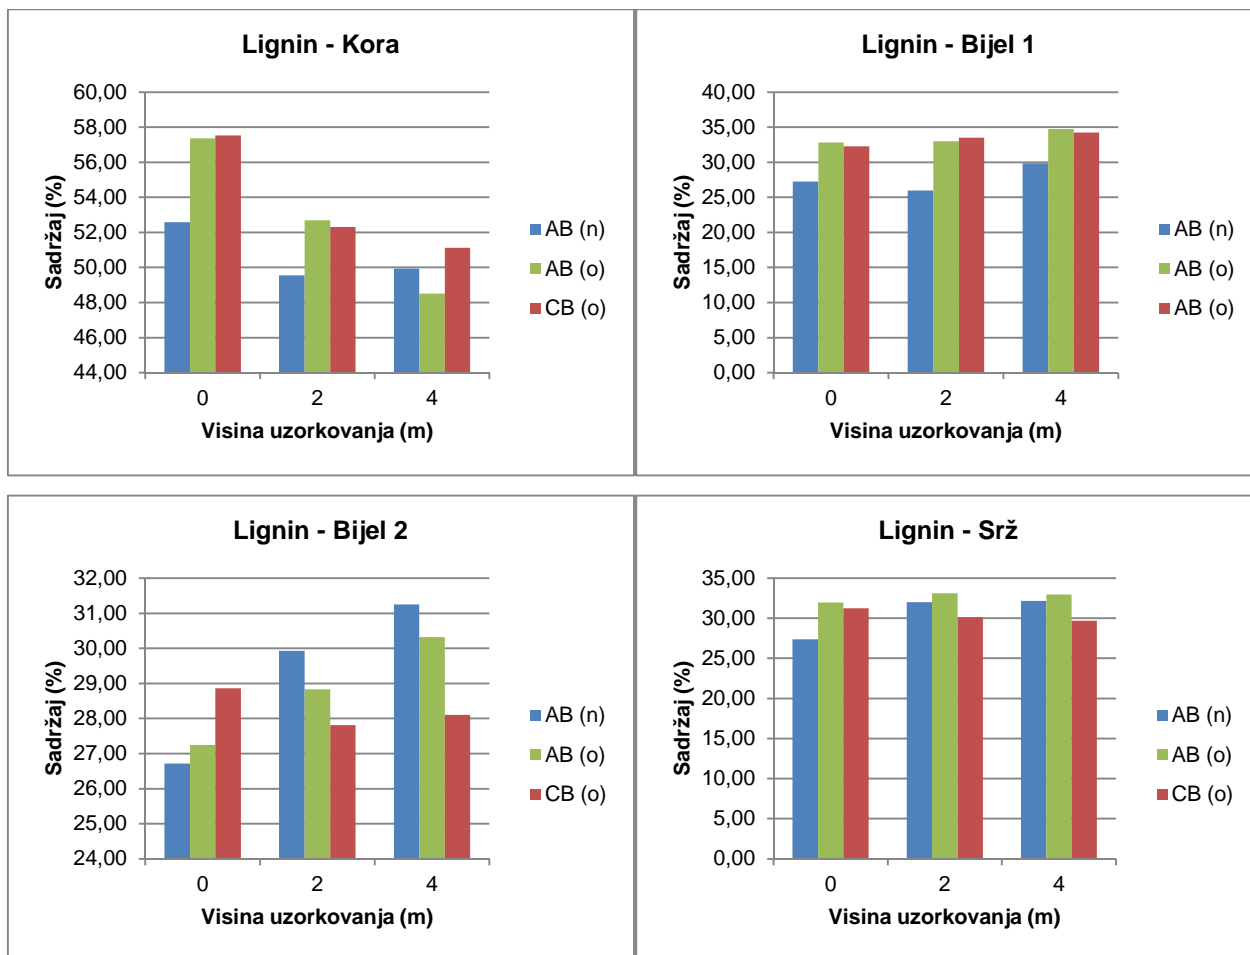 Lignin - Kora
60,00
58,00
56,00
54,00
52,00
50,00
48,00
46,00
44,00
Sadržaj (%)
0 2 4
Visina uzorkovanja (m)
AB (n)
AB (o)
CB (o)
Lignin - Bijel 1
40,00
35,00
30,00
25,00
20,00
15,00
10,00
5,00
0,00
Sadržaj (%)
0 2 4
Visina uzorkovanja (m)
AB (n)
AB (o)
AB (o)
Lignin - Bijel 2
32,00
31,00
30,00
29,00
28,00
27,00
26,00
25,00
24,00
Sadržaj (%)
0 2 4
Visina uzorkovanja (m)
AB (n)
AB (o)
CB (o)
Lignin - Srž
35,00
30,00
25,00
20,00
15,00
10,00
5,00
0,00
Sadržaj (%)
0 2 4
Visina uzorkovanja (m)
AB (n)
AB (o)
CB (o)